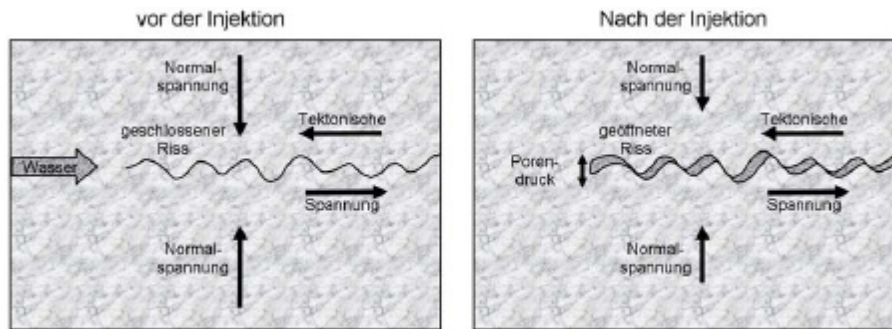 vor der Injektion
Normal-
spannung
Tektonische
geschlossener
Riss
Wasser
Spannung
Normal-
spannung
Nach der Injektion
Normal-
spannung
Tektonische
geöffneter
Riss
Poren-
druck
Spannung
Normal-
spannung